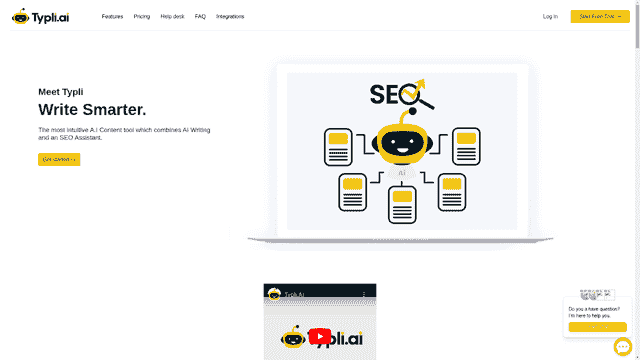 Typli.ai
Features
Pricing
Help desk
FAQ
Integrations
Log in
Start Free Trial →
Meet Typli
Write Smarter.
The most intuitive A.I Content tool which combines AI Writing
and an SEO Assistant.
SEO
Ai
Typli.Ai
Typli.ai
Do you a have question?
I'm here to help you.